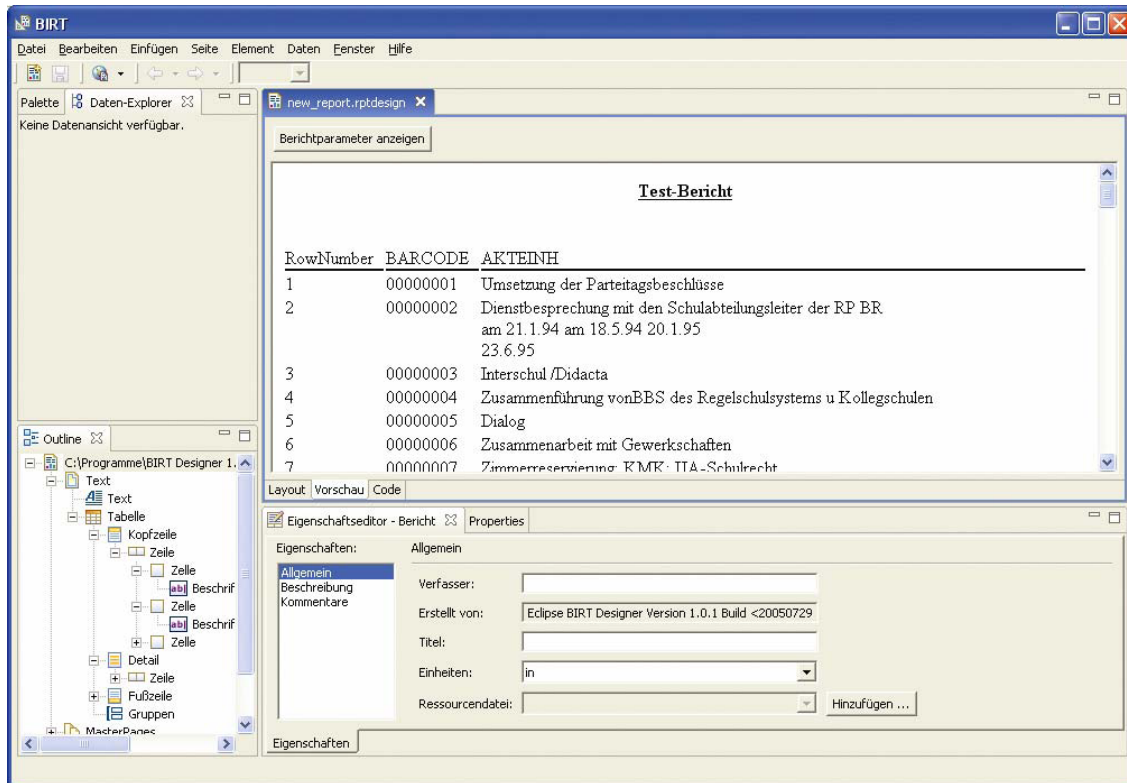 BIRT
Datei Bearbeiten Einfügen Seite Element Daten Fenster Hilfe
Palette Daten-Explorer
Keine Datenansicht verfügbar.
new_report.rptdesign
Berichtparameter anzeigen
Test-Bericht
RowNumber BARCODE AKTEINH
1 00000001 Umsetzung der Parteitagsbeschlüsse
2 00000002 Dienstbesprechung mit den Schulabteilungsleiter der RP BR
am 21.1.94 am 18.5.94 20.1.95
23.6.95
3 00000003 Interschul /Didacta
4 00000004 Zusammenführung vonBBS des Regelschulsystems u Kollegschulen
5 00000005 Dialog
6 00000006 Zusammenarbeit mit Gewerkschaften
7 00000007 Zimmerreservierung: KMK: UA-Schulrecht
Layout Vorschau Code
Outline
C:\Programme\BIRT Designer 1.
Text
Text
Tabelle
Kopfzeile
Zeile
Zelle
Beschrif
Zelle
Beschrif
Zelle
Detail
Zeile
Fußzeile
Gruppen
MasterPages
Eigenschaftseditor - Bericht Properties
Eigenschaften: Allgemein
Allgemein
Beschreibung
Kommentare
Verfasser:
Erstellt von: Eclipse BIRT Designer Version 1.0.1 Build <20050729
Titel:
Einheiten: in
Ressourcendatei: Hinzufügen ...
Eigenschaften